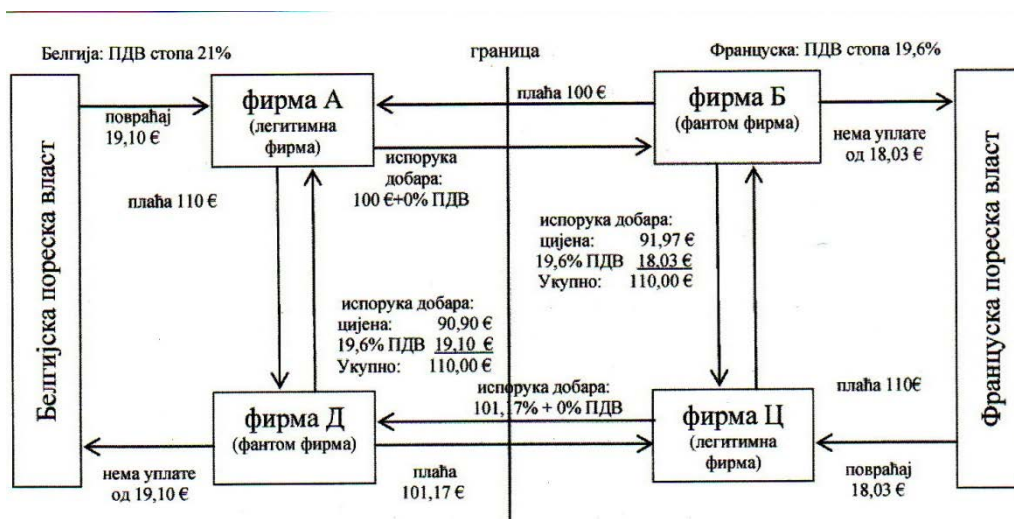 Белгија: ПДВ стопа 21%
граница
Француска: ПДВ стопа 19,6%
Белгијска пореска власт
повраћај
19,10 €
фирма А
(легитимна
фирма)
плаћа 100 €
фирма Б
(фантом фирма)
нема уплате
од 18,03 €
Француска пореска власт
испорука
добара:
100 €+0% ПДВ
плаћа 110 €
испорука добара:
цијена: 91,97 €
19,6% ПДВ 18.03 €
Укупно: 110,00 €
испорука добара:
цијена: 90,90 €
19,6% ПДВ 19,10 €
Укупно: 110,00 €
плаћа 110€
испорука добара:
101,17% + 0% ПДВ
фирма Д
(фантом фирма)
фирма Ц
(легитимна
фирма)
нема уплате
од 19,10 €
плаћа
101,17 €
повраћај
18,03 €